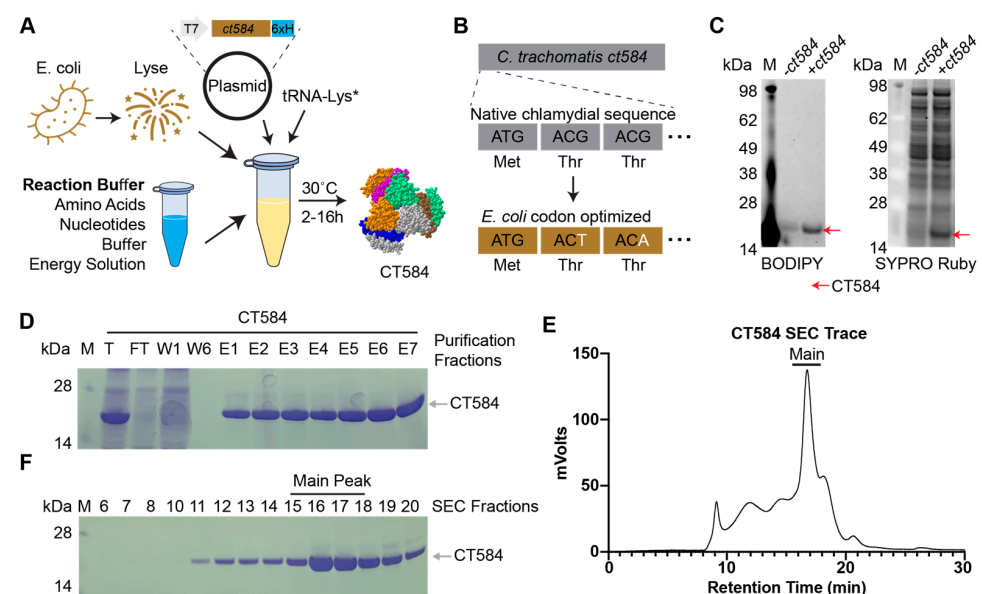 A
T7 ct584 6xH
E. coli
Lyse
Plasmid
tRNA-Lys*
Reaction Buffer
Amino Acids
Nucleotides
Buffer
Energy Solution
30°C
2-16h
CT584
B
C. trachomatis ct584
Native chlamydial sequence
ATG ACG ACG ...
Met Thr Thr
E. coli codon optimized
ATG ACT ACA ...
Met Thr Thr
C
kDa M -ct584 +ct584
98
62
49
38
28
14
BODIPY
kDa M -ct584 +ct584
98
62
49
38
28
14
SYPRO Ruby
CT584
D
CT584
kDa M T FT W1 W6 E1 E2 E3 E4 E5 E6 E7
Purification
Fractions
28
14
CT584
E
CT584 SEC Trace
Main
mVolts
150
100
50
0
0 10 20 30
Retention Time (min)
F
Main Peak
kDa M 6 7 8 10 11 12 13 14 15 16 17 18 19 20 SEC Fractions
28
14
CT584